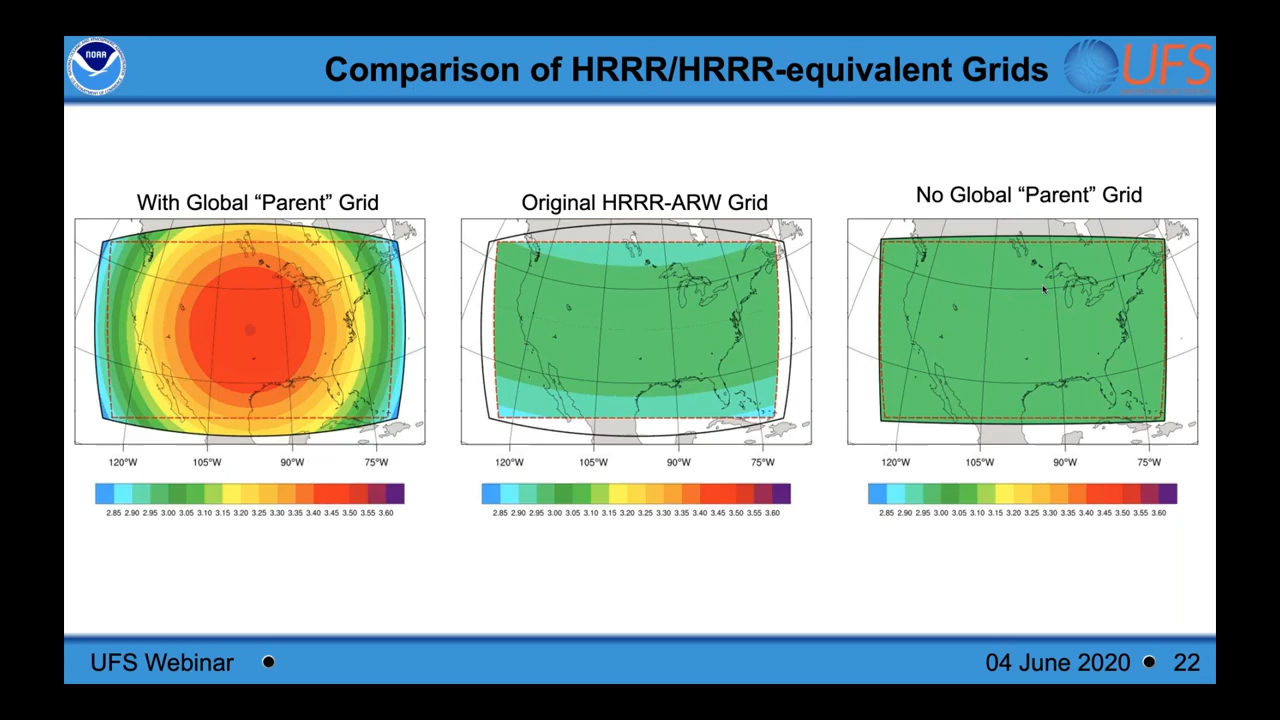 NOAA
Comparison of HRRR/HRRR-equivalent Grids
UFS
With Global “Parent” Grid
Original HRRR-ARW Grid
No Global “Parent” Grid
120°W 105°W 90°W 75°W
120°W 105°W 90°W 75°W
120°W 105°W 90°W 75°W
2.85 2.90 2.95 3.00 3.05 3.10 3.15 3.20 3.25 3.30 3.35 3.40 3.45 3.50 3.55 3.60
2.85 2.90 2.95 3.00 3.05 3.10 3.15 3.20 3.25 3.30 3.35 3.40 3.45 3.50 3.55 3.60
2.85 2.90 2.95 3.00 3.05 3.10 3.15 3.20 3.25 3.30 3.35 3.40 3.45 3.50 3.55 3.60
UFS Webinar • 04 June 2020 • 22